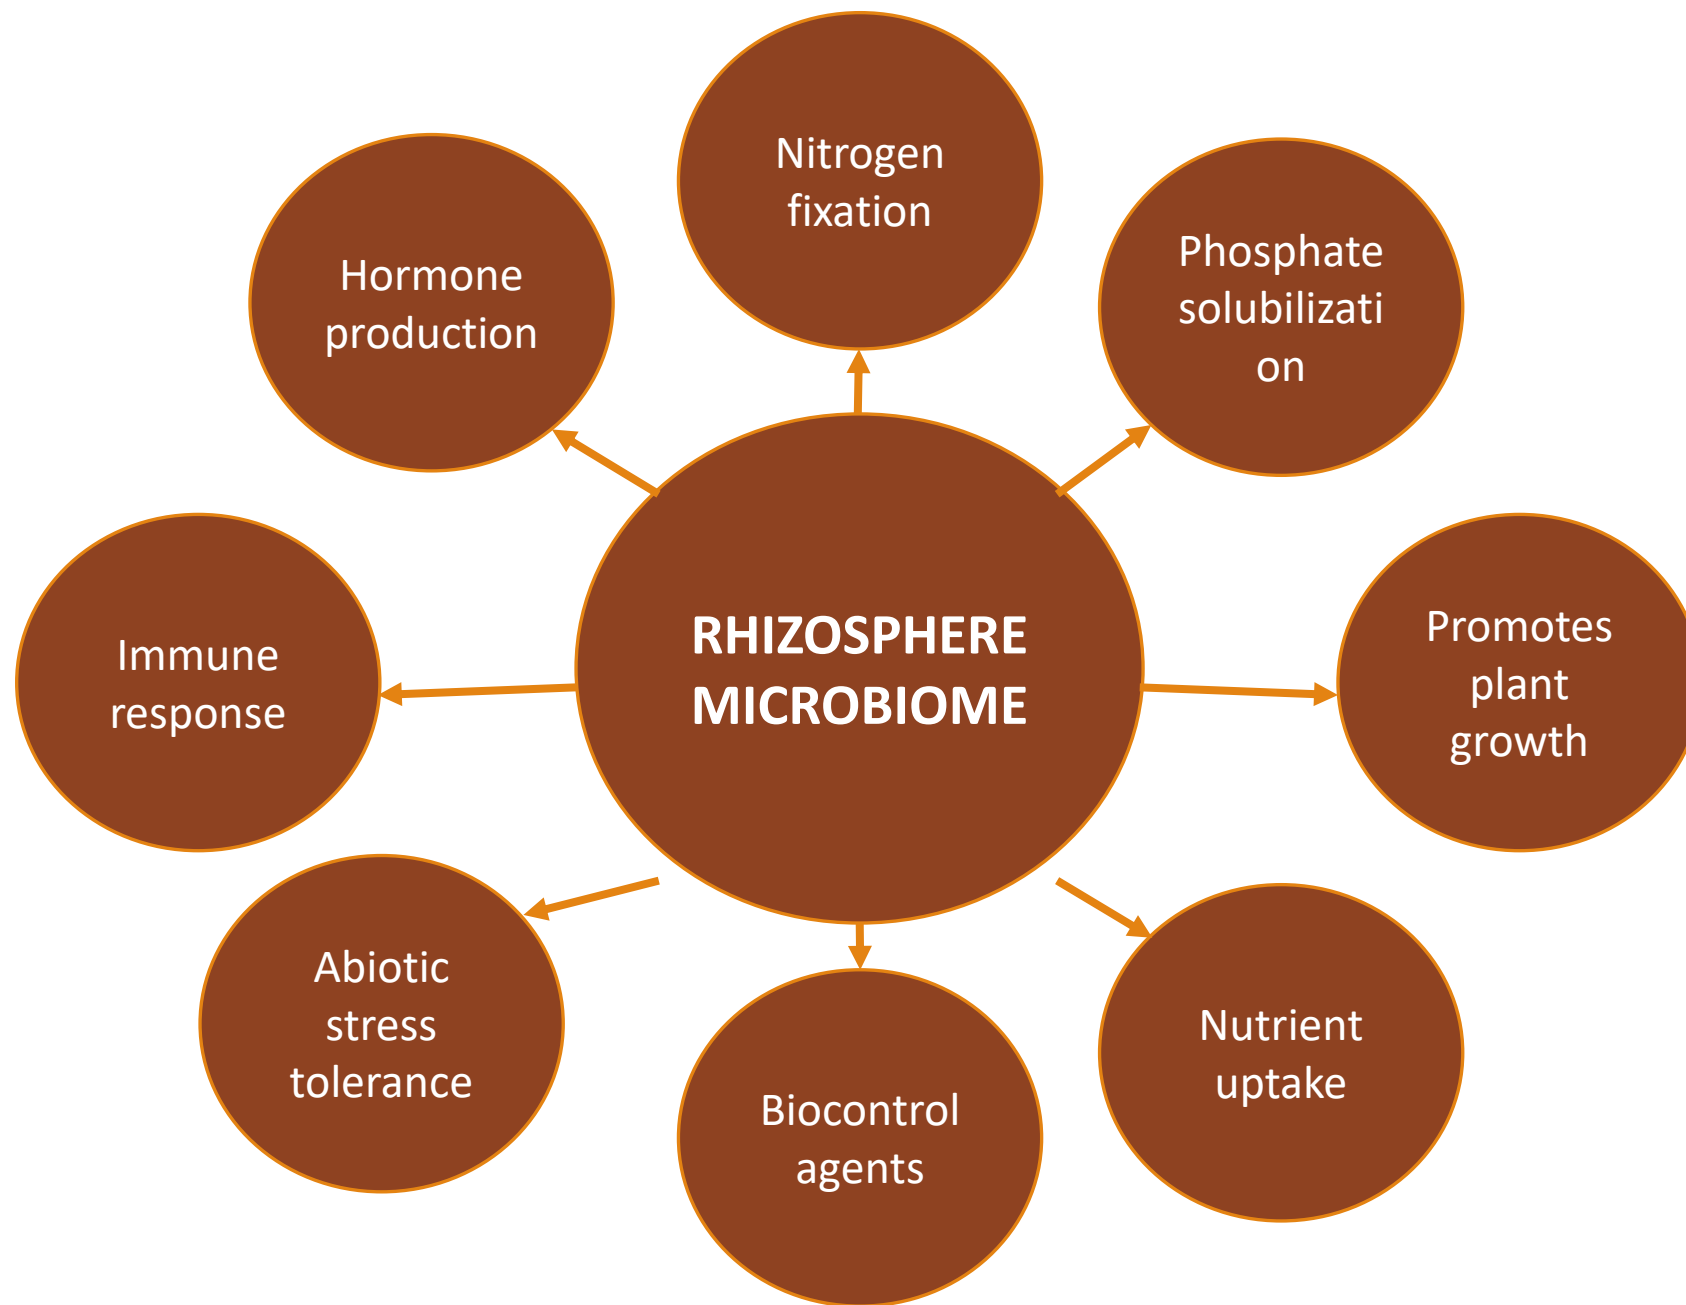 Nitrogen
fixation
Phosphate
solubilizati
on
Hormone
production
RHIZOSPHERE
MICROBIOME
Promotes
plant
growth
Immune
response
Abiotic
stress
tolerance
Nutrient
uptake
Biocontrol
agents